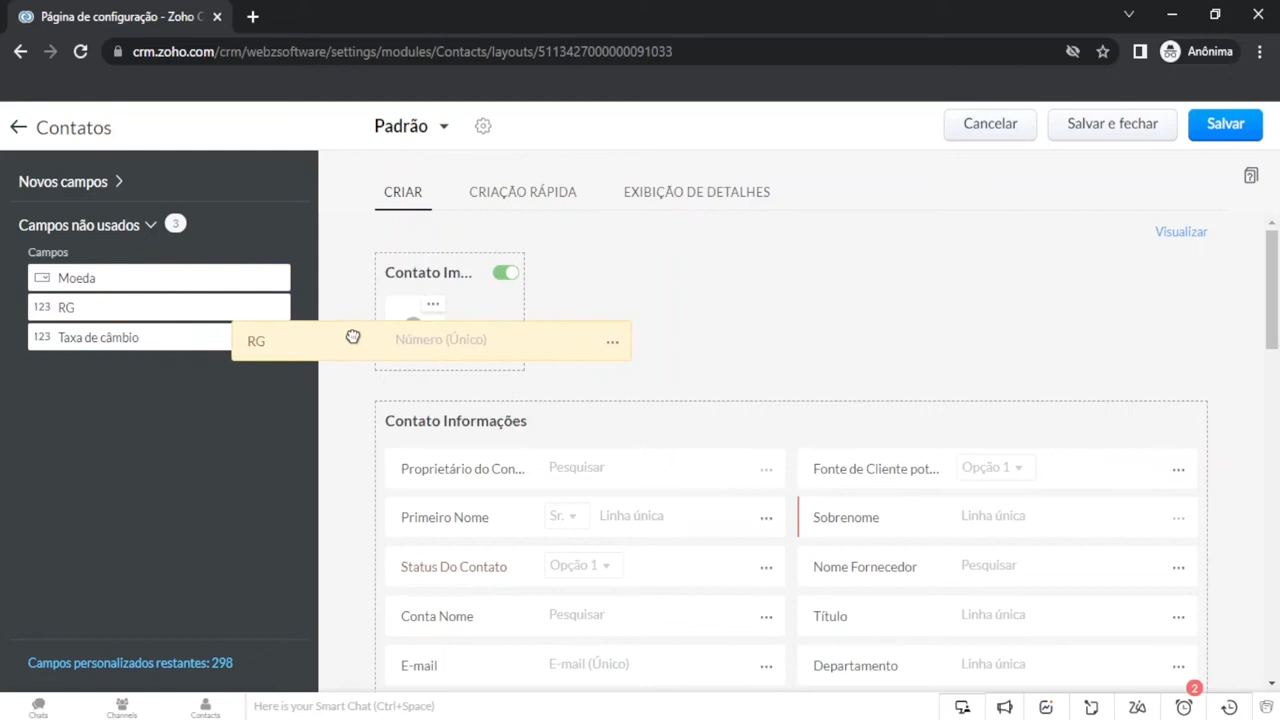 Página de configuração - Zoho C
crm.zoho.com/crm/webzsoftware/settings/modules/Contacts/layouts/5113427000000091033
Anônima
Contatos
Padrão
Cancelar
Salvar e fechar
Salvar
Novos campos
Campos não usados
3
Campos
Moeda
123 RG
123 Taxa de câmbio
CRIAR
CRIAÇÃO RÁPIDA
EXIBIÇÃO DE DETALHES
Visualizar
Contato Im...
RG Número (Único)
Contato Informações
Proprietário do Con... Pesquisar
Fonte de Cliente pot... Opção 1
Primeiro Nome Sr. Linha única
Sobrenome Linha única
Status Do Contato Opção 1
Nome Fornecedor Pesquisar
Conta Nome Pesquisar
Título Linha única
E-mail E-mail (Único)
Departamento Linha única
Campos personalizados restantes: 298
Chats
Channels
Contacts
Here is your Smart Chat (Ctrl+Space)
2